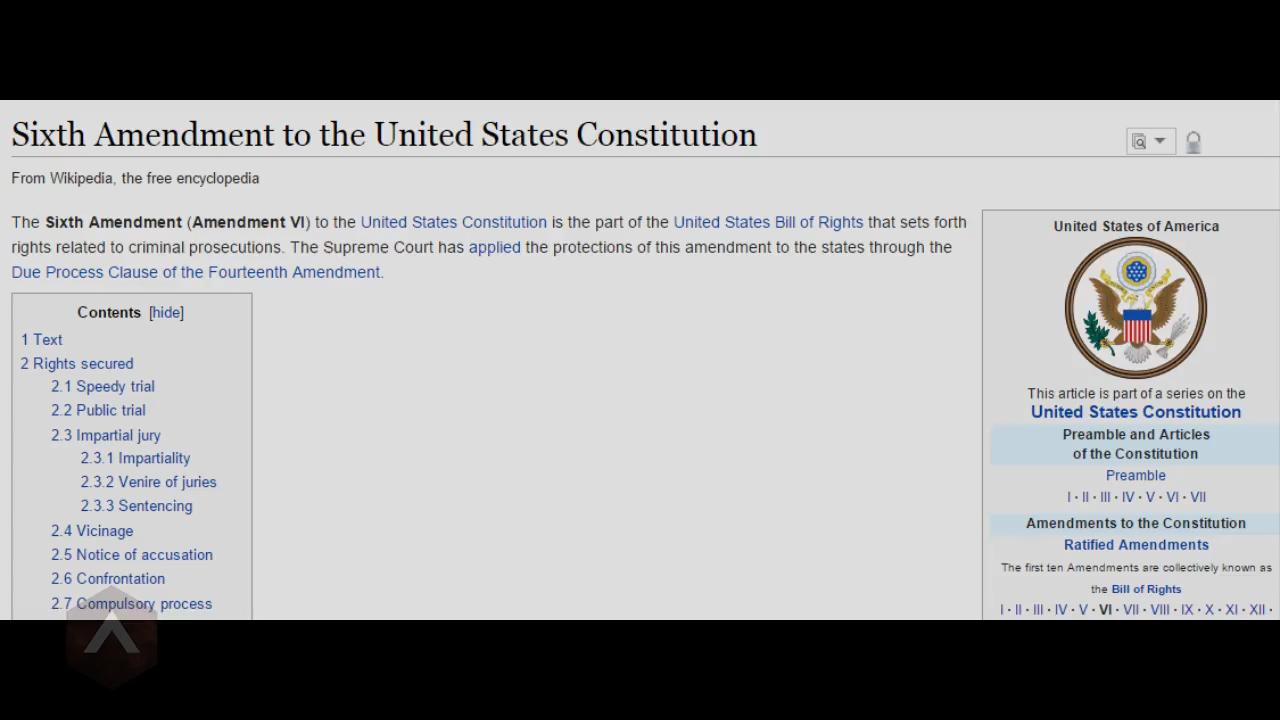 Sixth Amendment to the United States Constitution
From Wikipedia, the free encyclopedia
The Sixth Amendment (Amendment VI) to the United States Constitution is the part of the United States Bill of Rights that sets forth
rights related to criminal prosecutions. The Supreme Court has applied the protections of this amendment to the states through the
Due Process Clause of the Fourteenth Amendment.
Contents [hide]
1 Text
2 Rights secured
2.1 Speedy trial
2.2 Public trial
2.3 Impartial jury
2.3.1 Impartiality
2.3.2 Venire of juries
2.3.3 Sentencing
2.4 Vicinage
2.5 Notice of accusation
2.6 Confrontation
2.7 Compulsory process
United States of America
This article is part of a series on the
United States Constitution
Preamble and Articles
of the Constitution
Preamble
I · II · III · IV · V · VI · VII
Amendments to the Constitution
Ratified Amendments
The first ten Amendments are collectively known as
the Bill of Rights
I · II · III · IV · V · VI · VII · VIII · IX · X · XI · XII ·